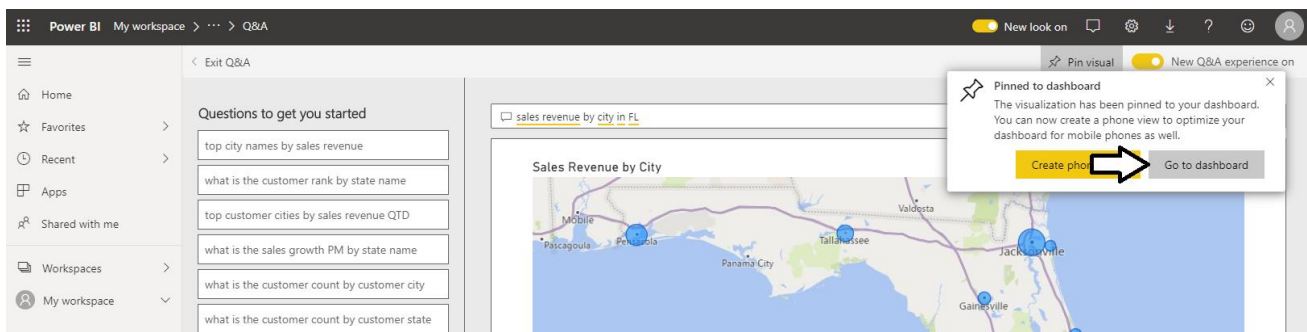 Power BI My workspace > ··· > Q&A
New look on
Exit Q&A
Pin visual
New Q&A experience on
Home
Favorites
Recent
Apps
Shared with me
Workspaces
My workspace
Questions to get you started
top city names by sales revenue
what is the customer rank by state name
top customer cities by sales revenue QTD
what is the sales growth PM by state name
what is the customer count by customer city
what is the customer count by customer state
sales revenue by city in FL
Pinned to dashboard
The visualization has been pinned to your dashboard.
You can now create a phone view to optimize your
dashboard for mobile phones as well.
Create
Go to dashboard
Sales Revenue by City
Mobile
Pascagoula
Pensacola
Panama City
Tallahassee
Valdosta
Jacksonville
Gainesville